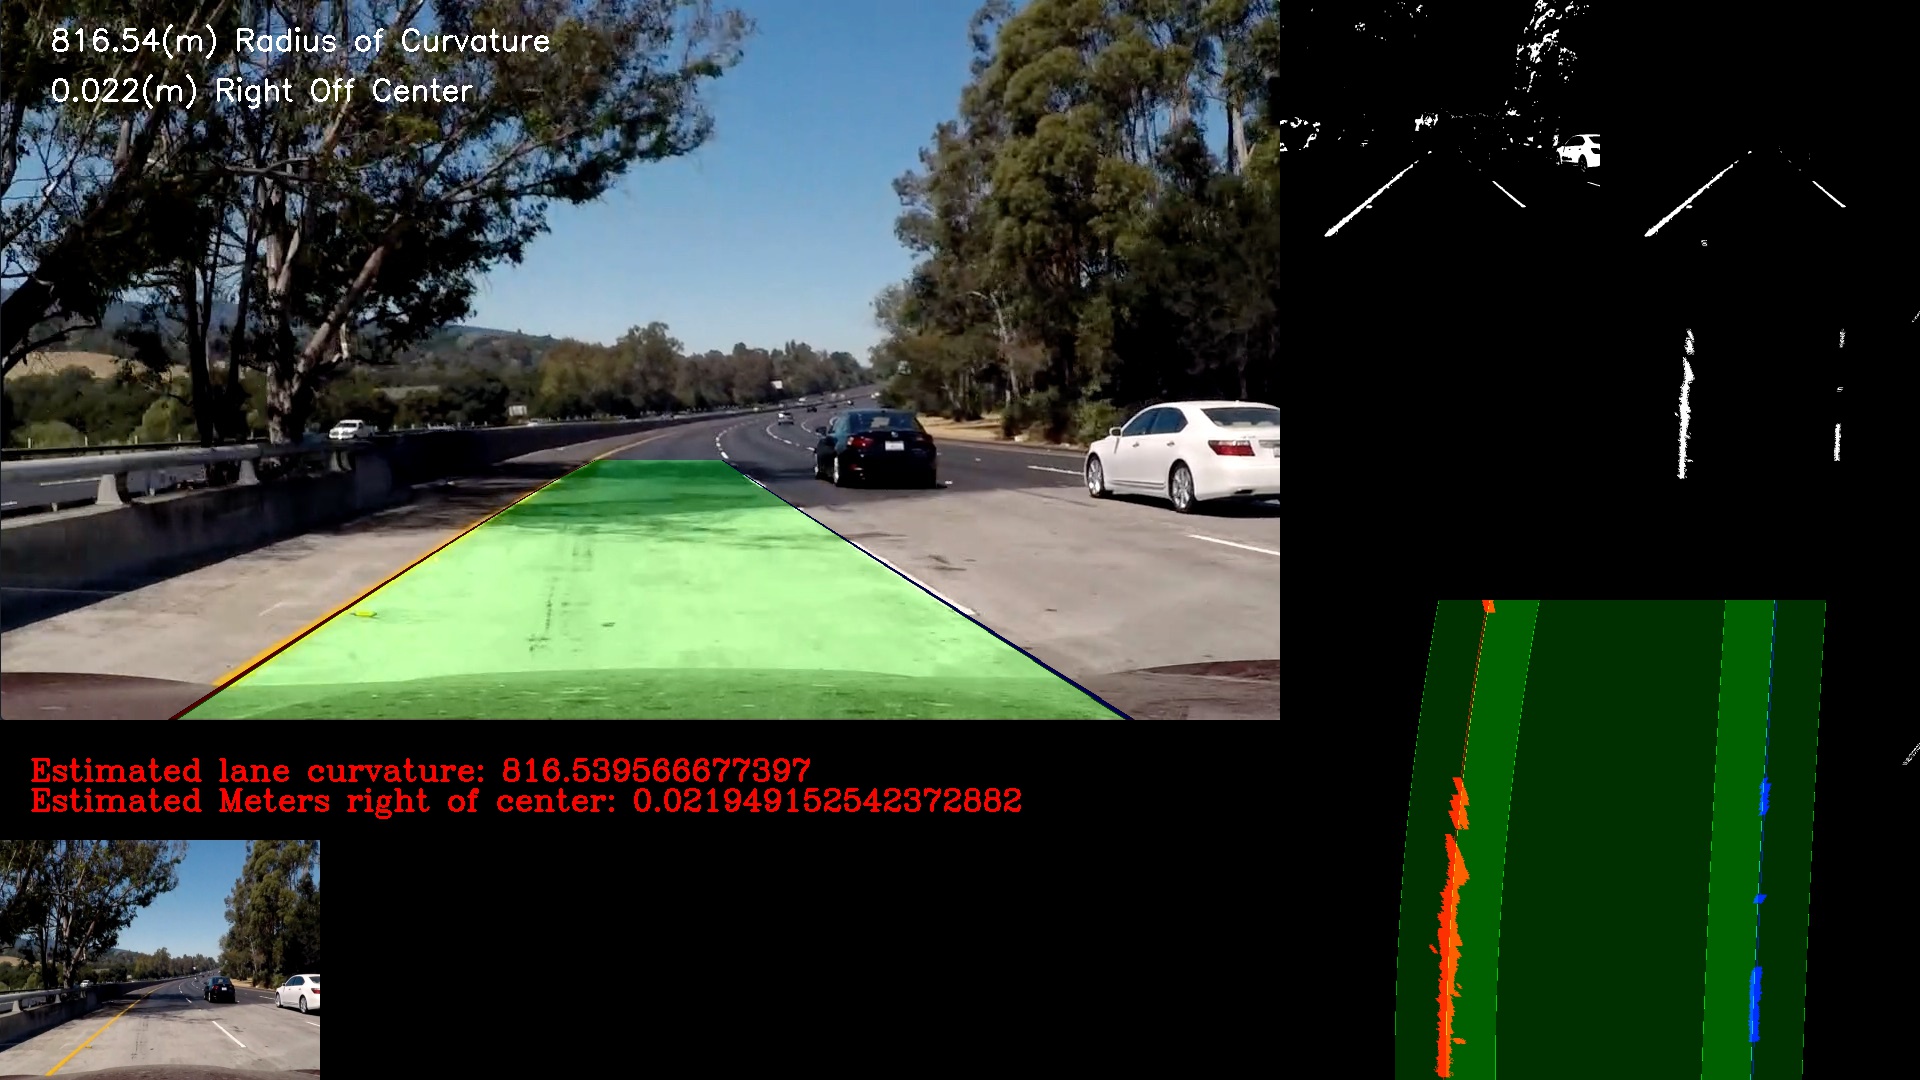 816.54(m) Radius of Curvature
0.022(m) Right Off Center
Estimated lane curvature: 816.539566677397
Estimated Meters right of center: 0.021949152542372882